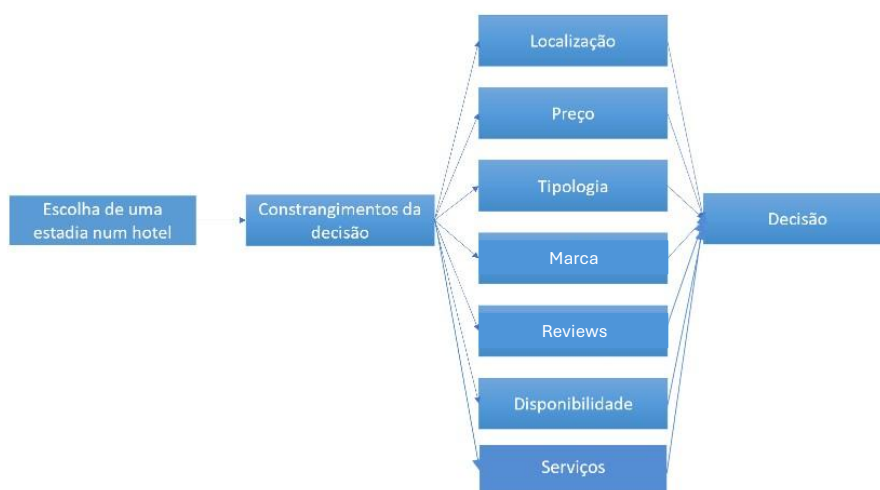 Escolha de uma
estadia num hotel
Constrangimentos da
decisão
Localização
Preço
Tipologia
Marca
Reviews
Disponibilidade
Serviços
Decisão